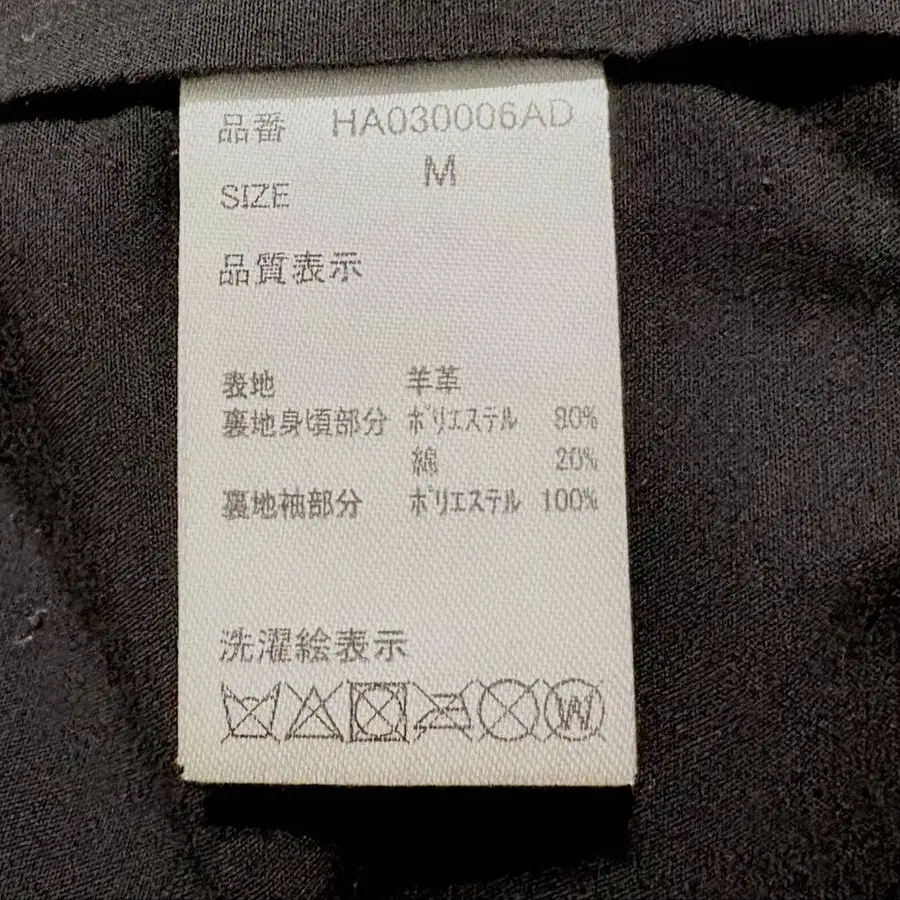 品番 HA030006AD
SIZE M
品質表示
表地 羊革
裏地身頃部分 ポリエステル 80%
綿 20%
裏地袖部分 ポリエステル 100%
洗濯絵表示
W